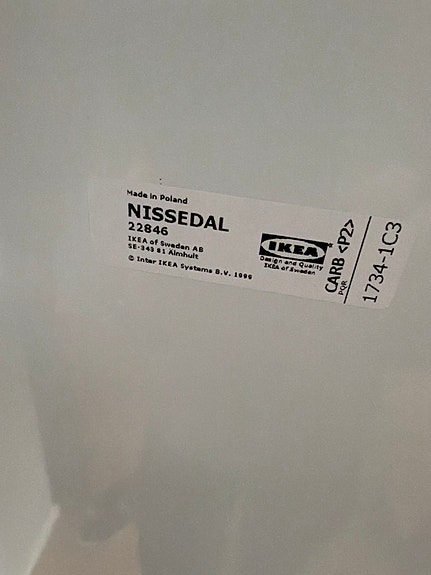 Made in Poland
NISSEDAL
22846
IKEA of Sweden AB
SE-343 81 Älmhult
© Inter IKEA Systems B.V. 1999
IKEA®
Design and Quality
IKEA of Sweden
CARB <P2>
PQR
1734-1C3